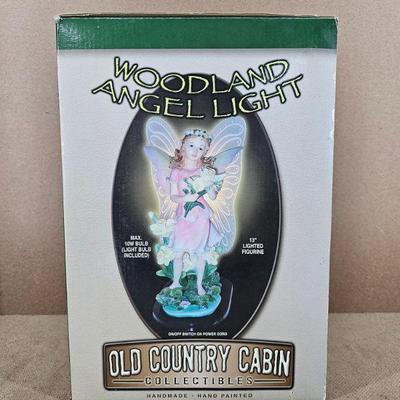 WOODLAND
ANGEL LIGHT
MAX.
10W BULB
(LIGHT BULB
INCLUDED)
13"
LIGHTED
FIGURINE
ON/OFF SWITCH ON POWER CORD
OLD COUNTRY CABIN
COLLECTIBLES
HANDMADE • HAND PAINTED